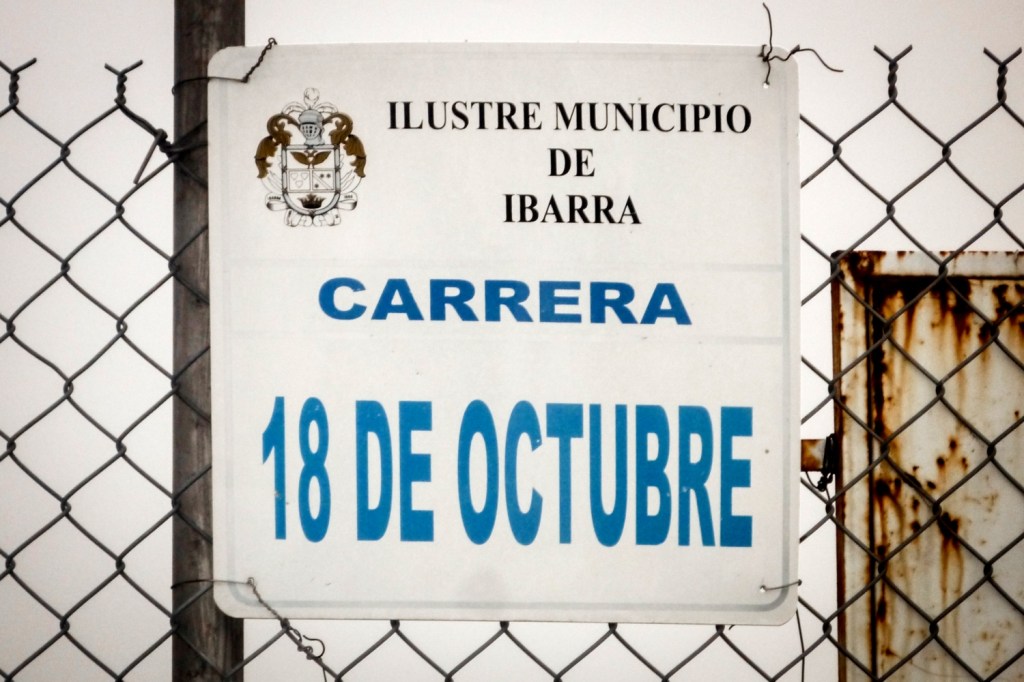 ILUSTRE MUNICIPIO
DE
IBARRA
CARRERA
18 DE OCTUBRE